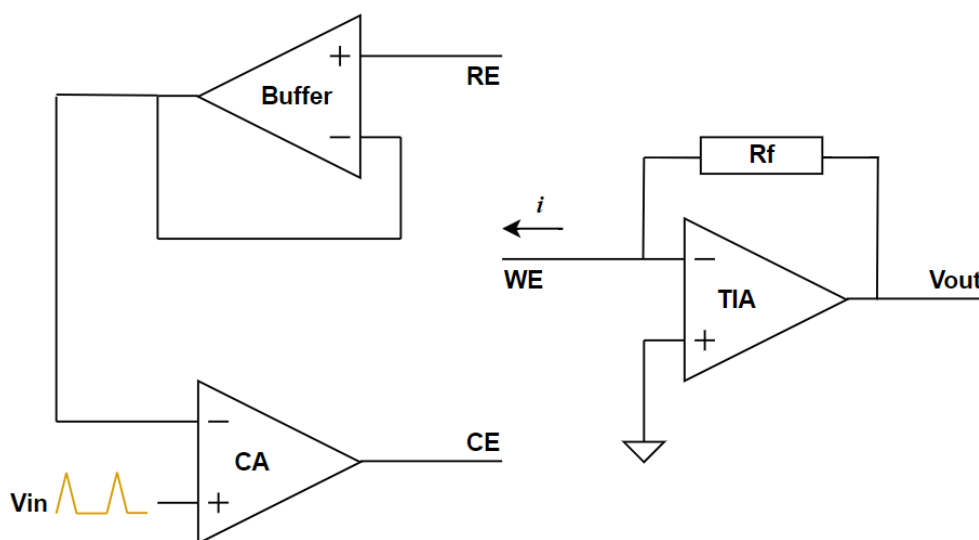 +
RE
Buffer
−
Rf
i
WE
−
TIA
Vout
+
−
CE
CA
Vin
+